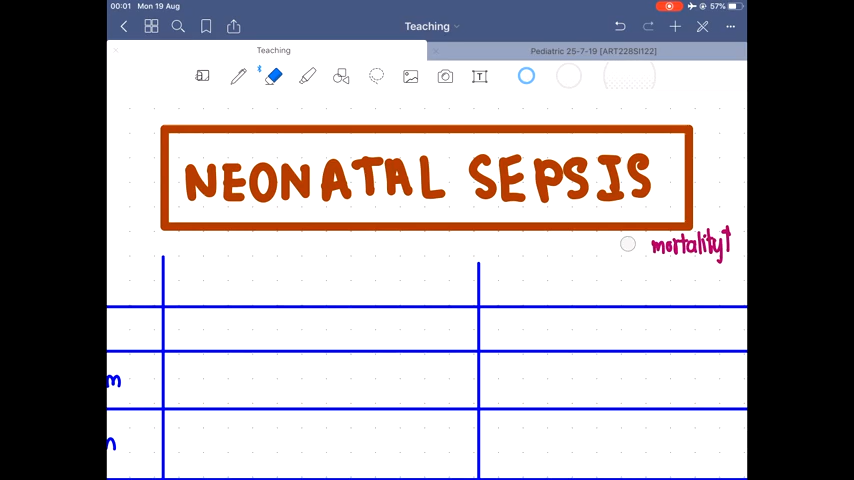 00:01 Mon 19 Aug 57%
Teaching
Teaching
Pediatric 25-7-19 [ART228SI122]
T
NEONATAL SEPSIS
mortality↑
m
n